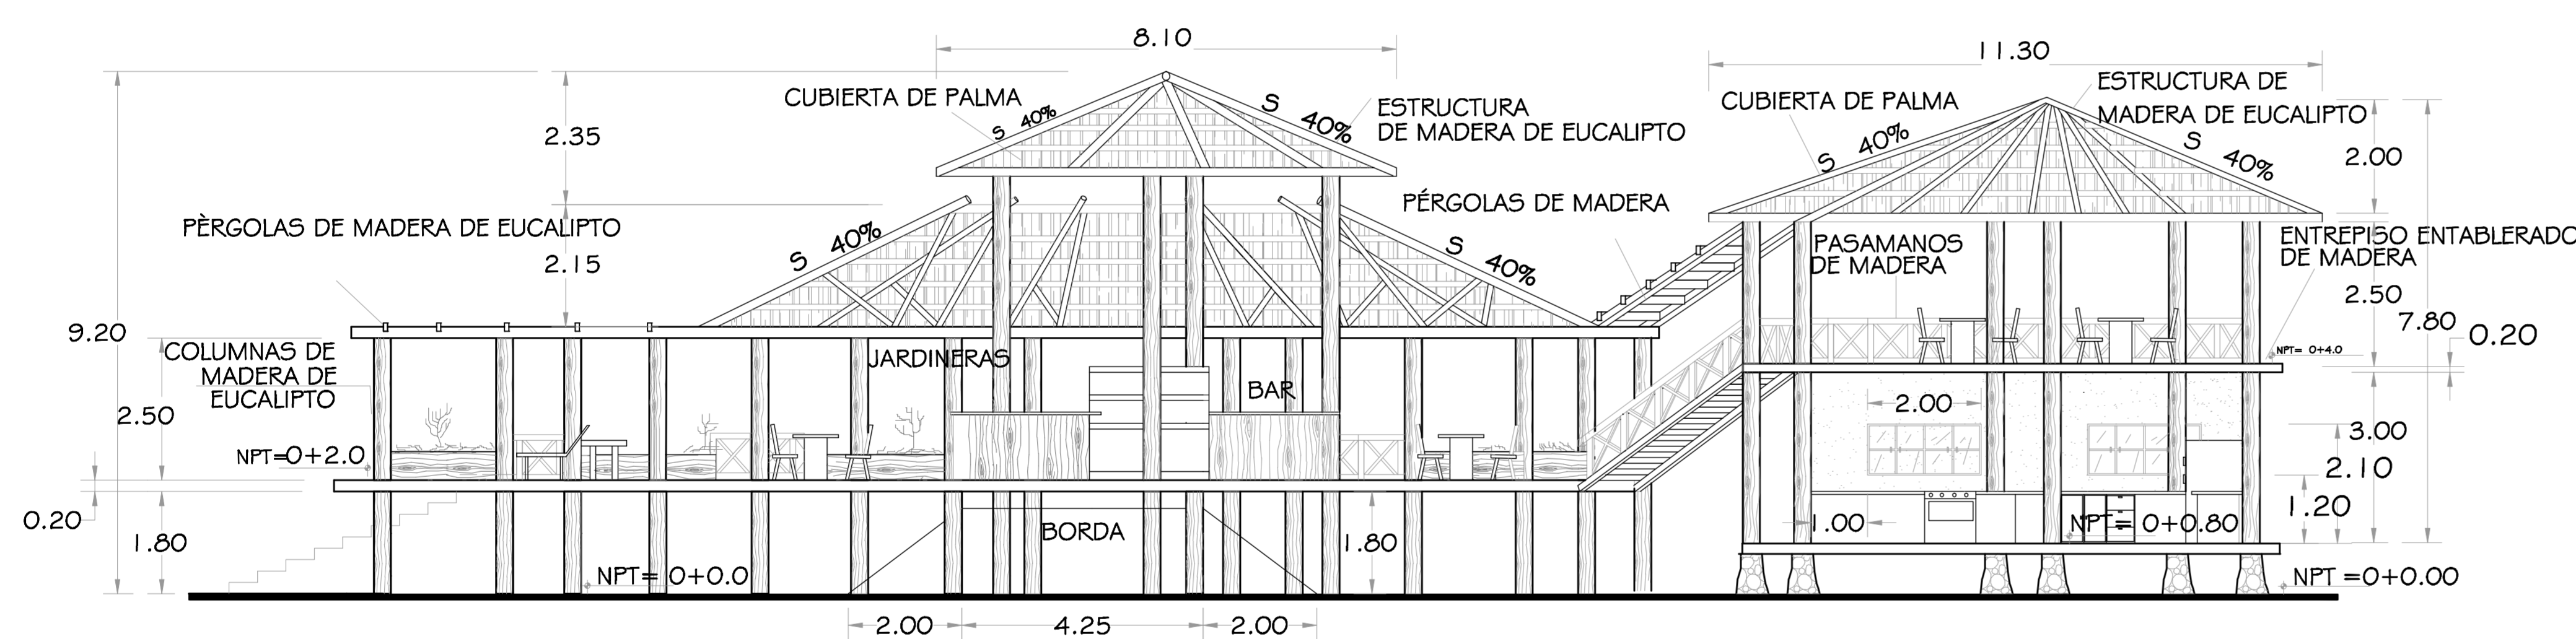 8.10
11.30
CUBIERTA DE PALMA
S 40%
S 40%
ESTRUCTURA
DE MADERA DE EUCALIPTO
CUBIERTA DE PALMA
ESTRUCTURA DE
MADERA DE EUCALIPTO
S 40%
S 40%
2.35
2.00
PÈRGOLAS DE MADERA DE EUCALIPTO
PÉRGOLAS DE MADERA
S 40%
S 40%
2.15
PASAMANOS
DE MADERA
ENTREPISO ENTABLERADO
DE MADERA
2.50
7.80
0.20
9.20
COLUMNAS DE
MADERA DE
EUCALIPTO
JARDINERAS
BAR
NPT= 0+4.0
2.50
2.00
3.00
NPT=0+2.0
2.10
1.20
0.20
1.80
BORDA
1.80
1.00
NPT= 0+0.80
NPT= 0+0.0
NPT =0+0.00
2.00
4.25
2.00